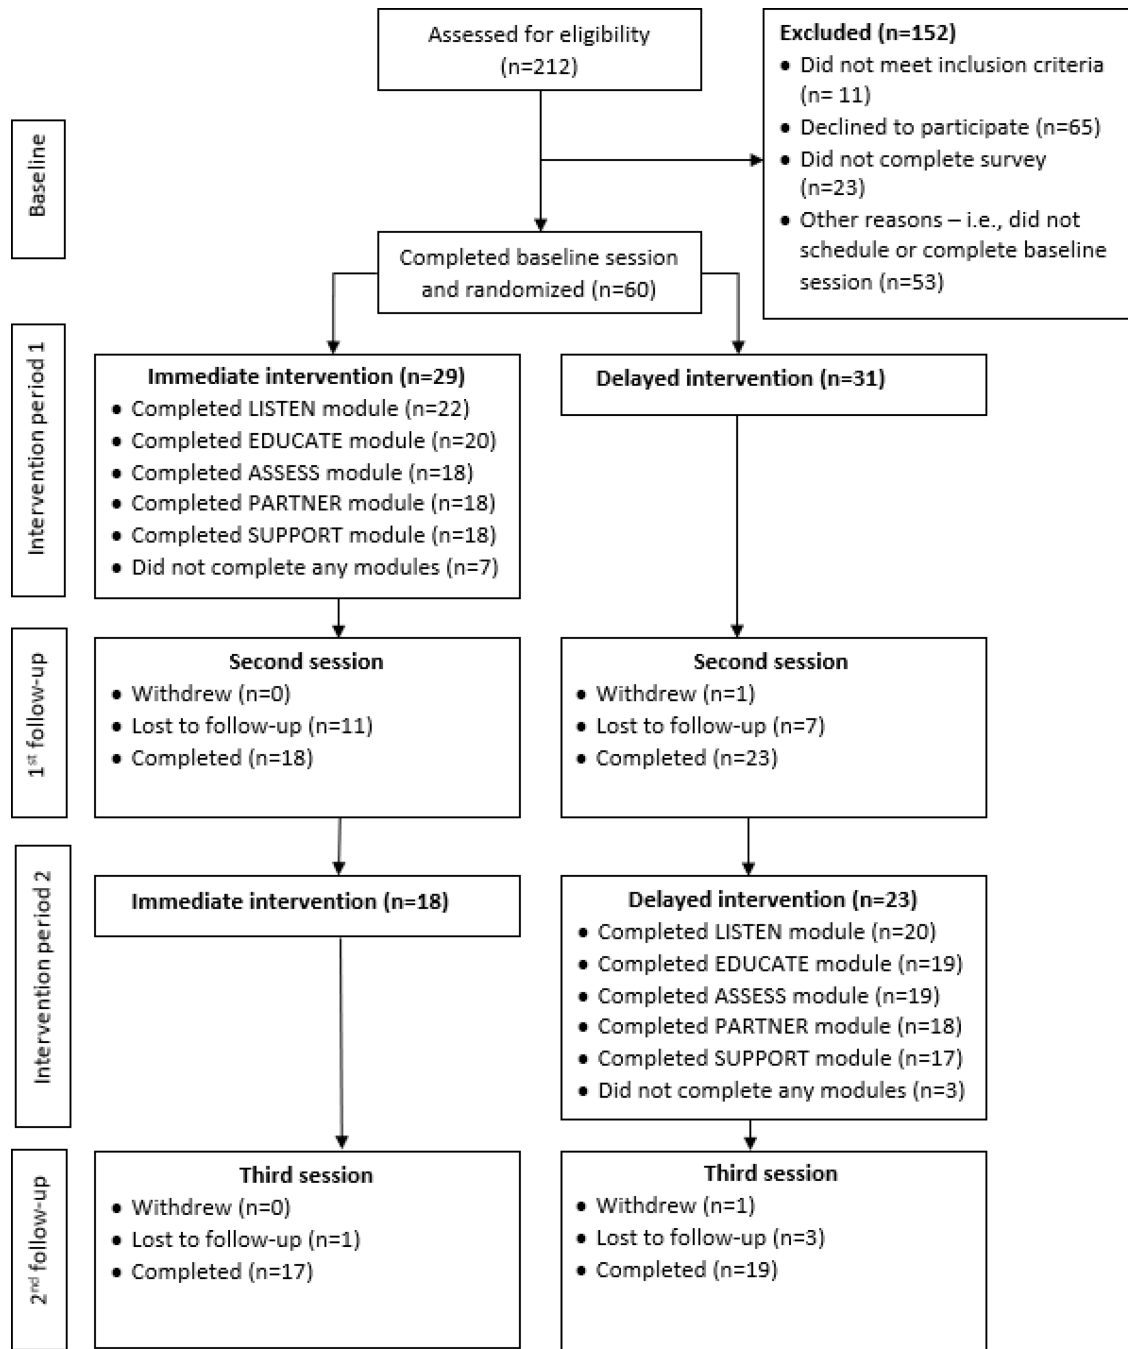 Assessed for eligibility
(n=212)
Excluded (n=152)
• Did not meet inclusion criteria
(n= 11)
• Declined to participate (n=65)
• Did not complete survey
(n=23)
• Other reasons – i.e., did not
schedule or complete baseline
session (n=53)
Baseline
Completed baseline session
and randomized (n=60)
Intervention period 1
Immediate intervention (n=29)
• Completed LISTEN module (n=22)
• Completed EDUCATE module (n=20)
• Completed ASSESS module (n=18)
• Completed PARTNER module (n=18)
• Completed SUPPORT module (n=18)
• Did not complete any modules (n=7)
Delayed intervention (n=31)
1st follow-up
Second session
• Withdrew (n=0)
• Lost to follow-up (n=11)
• Completed (n=18)
Second session
• Withdrew (n=1)
• Lost to follow-up (n=7)
• Completed (n=23)
Intervention period 2
Immediate intervention (n=18)
Delayed intervention (n=23)
• Completed LISTEN module (n=20)
• Completed EDUCATE module (n=19)
• Completed ASSESS module (n=19)
• Completed PARTNER module (n=18)
• Completed SUPPORT module (n=17)
• Did not complete any modules (n=3)
2nd follow-up
Third session
• Withdrew (n=0)
• Lost to follow-up (n=1)
• Completed (n=17)
Third session
• Withdrew (n=1)
• Lost to follow-up (n=3)
• Completed (n=19)